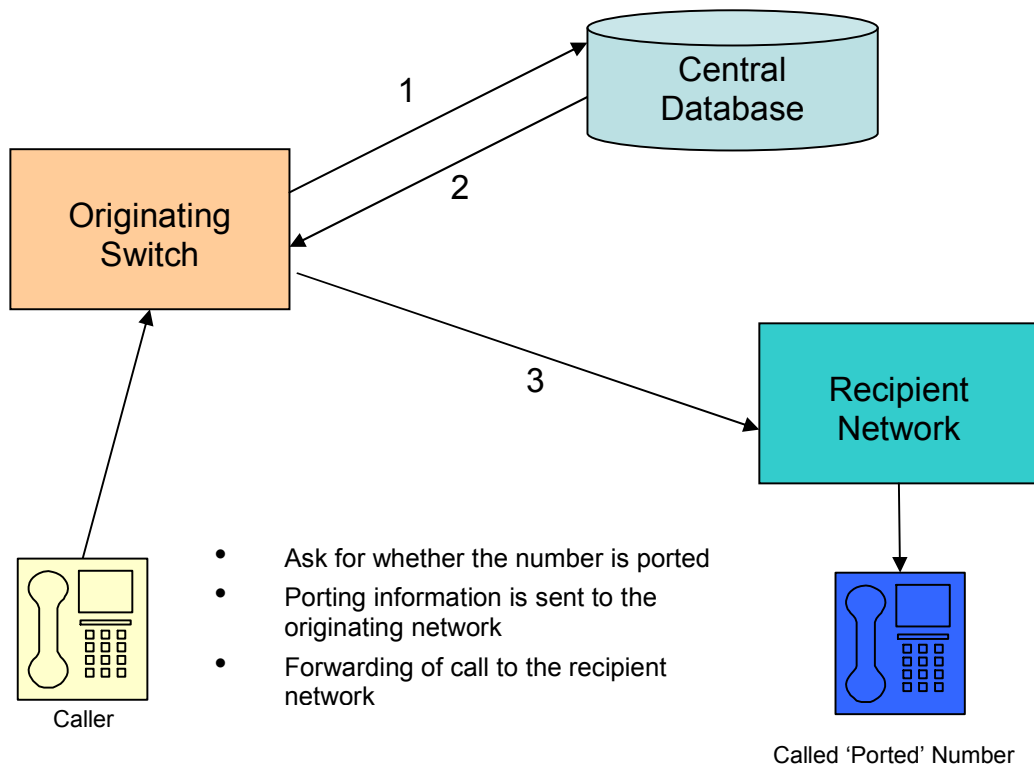 Central
Database
1
2
Originating
Switch
3
Recipient
Network
• Ask for whether the number is ported
• Porting information is sent to the
originating network
• Forwarding of call to the recipient
network
Caller
Called ‘Ported’ Number